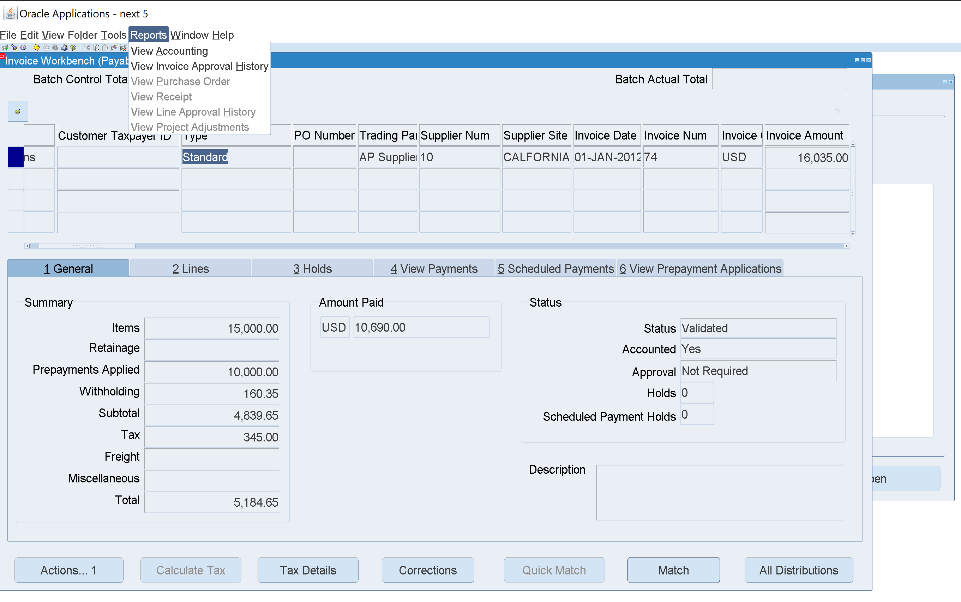 Oracle Applications - next 5
File Edit View Folder Tools Reports Window Help
View Accounting
View Invoice Approval History
View Purchase Order
View Receipt
View Line Approval History
View Project Adjustments
Invoice Workbench (Payab
Batch Control Tota
Batch Actual Total
Customer Taxpayer ID Type PO Number Trading Par Supplier Num Supplier Site Invoice Date Invoice Num Invoice Invoice Amount
ns Standard AP Supplier 10 CALFORNIA 01-JAN-2012 74 USD 16,035.00
1 General 2 Lines 3 Holds 4 View Payments 5 Scheduled Payments 6 View Prepayment Applications
Summary
Items 15,000.00
Retainage
Prepayments Applied 10,000.00
Withholding 160.35
Subtotal 4,839.65
Tax 345.00
Freight
Miscellaneous
Total 5,184.65
Amount Paid
USD 10,690.00
Status
Status Validated
Accounted Yes
Approval Not Required
Holds 0
Scheduled Payment Holds 0
Description
pen
Actions... 1 Calculate Tax Tax Details Corrections Quick Match Match All Distributions